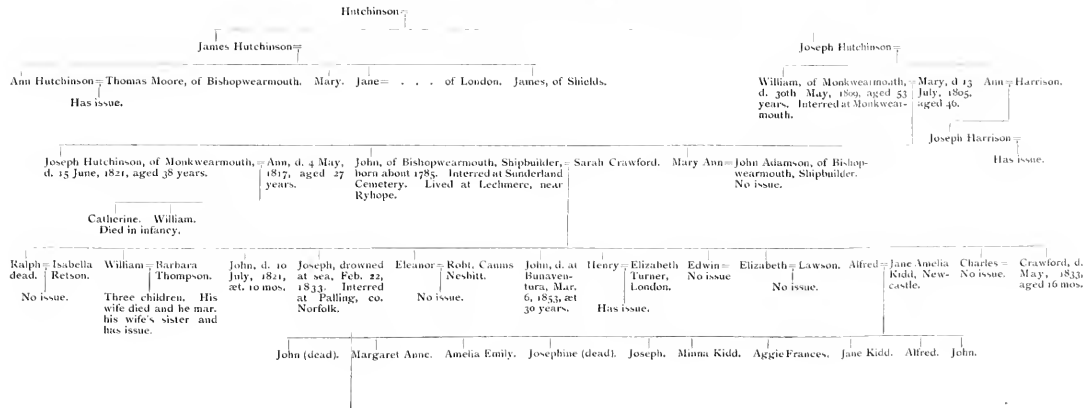 Hutchinson=
James Hutchinson=
Joseph Hutchinson=
Ann Hutchinson= Thomas Moore, of Bishopwearmouth. Mary. Jane= . . . of London. James, of Shields.
Has issue.
William, of Monkwearmouth,
d. 30th May, 1809, aged 53
years. Interred at Monkwear-
mouth.
= Mary, d 13
July, 1805,
aged 46.
Ann= Harrison.
Joseph Harrison=
Has issue.
Joseph Hutchinson, of Monkwearmouth,
d. 15 June, 1821, aged 38 years.
= Ann, d. 4 May,
1817, aged 27
years.
John, of Bishopwearmouth, Shipbuilder,
born about 1785. Interred at Sunderland
Cemetery. Lived at Lechmere, near
Ryhope.
= Sarah Crawford.
Mary Ann= John Adamson, of Bishop-
wearmouth, Shipbuilder.
No issue.
Catherine. William.
Died in infancy.
Ralph= Isabella
dead. Retson.
No issue.
William= Barbara
Thompson.
Three children. His
wife died and he mar.
his wife's sister and
has issue.
John, d. 10
July, 1821,
æt. 10 mos.
Joseph, drowned
at sea, Feb. 22,
1833. Interred
at Palling, co.
Norfolk.
Eleanor= Robt. Camus
Nesbitt.
No issue.
John, d. at
Bunaven-
tura, Mar.
6, 1853, æt
30 years.
Henry= Elizabeth
Turner,
London.
Has issue.
Edwin=
No issue
Elizabeth= Lawson.
No issue.
Alfred= Jane Amelia
Kidd, New-
castle.
Charles=
No issue.
Crawford, d.
May, 1833,
aged 16 mos.
John (dead). Margaret Anne. Amelia Emily. Josephine (dead). Joseph. Minna Kidd. Aggie Frances. Jane Kidd. Alfred. John.